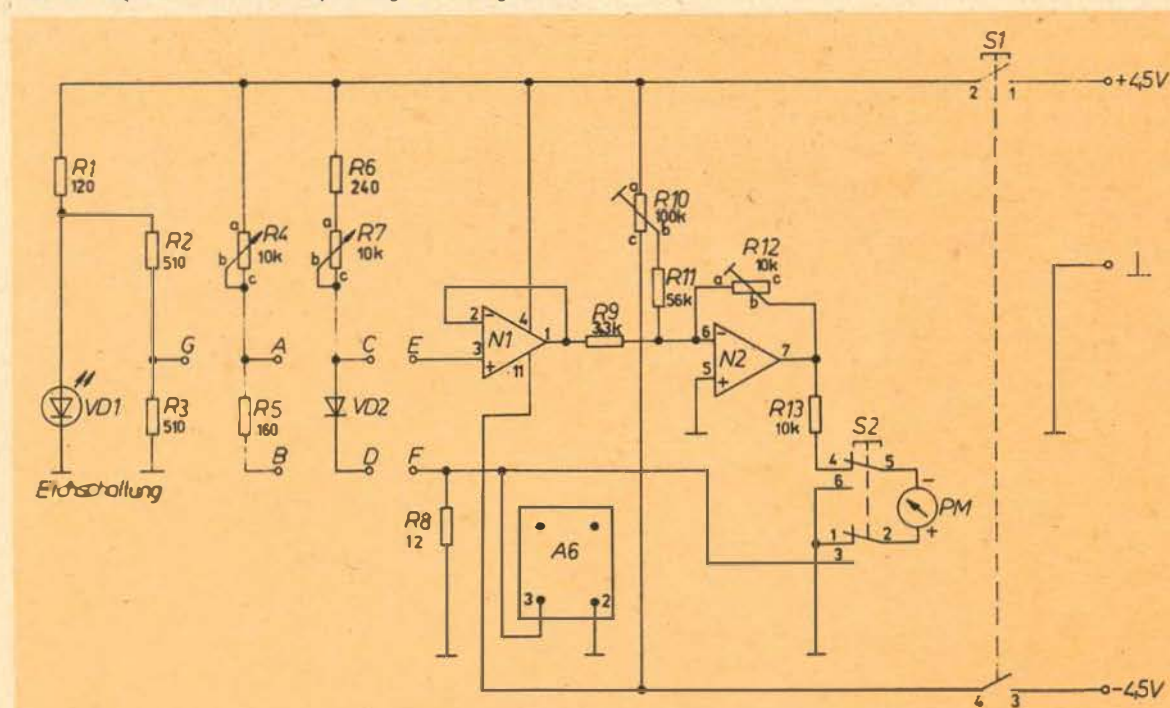 S1
2
1
+4,5V
R1
120
R2
510
G
VD1
R3
510
Eichschaltung
a
R4
10k
b
c
A
R5
160
B
R6
240
a
R7
10k
b
c
C
VD2
D
E
F
2
3
4
N1
1
11
R9
3,3k
a
R10
100k
b
c
R11
56k
R12
10k
a
b
c
6
N2
7
5
R13
10k
S2
4
5
6
1
2
3
PM
R8
12
A6
3
2
4
3
-4,5V